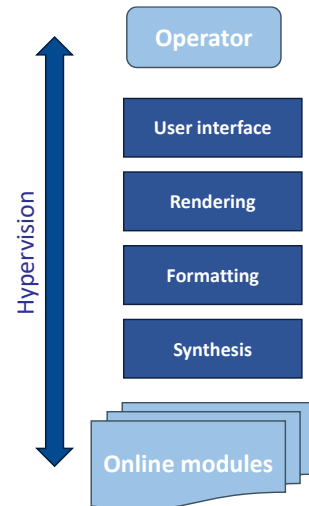 Operator
User interface
Rendering
Hypervision
Formatting
Synthesis
Online modules